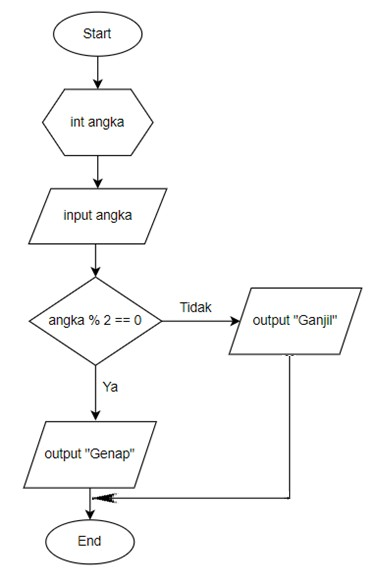 Start
int angka
input angka
angka % 2 == 0
Tidak
output "Ganjil"
Ya
output "Genap"
End